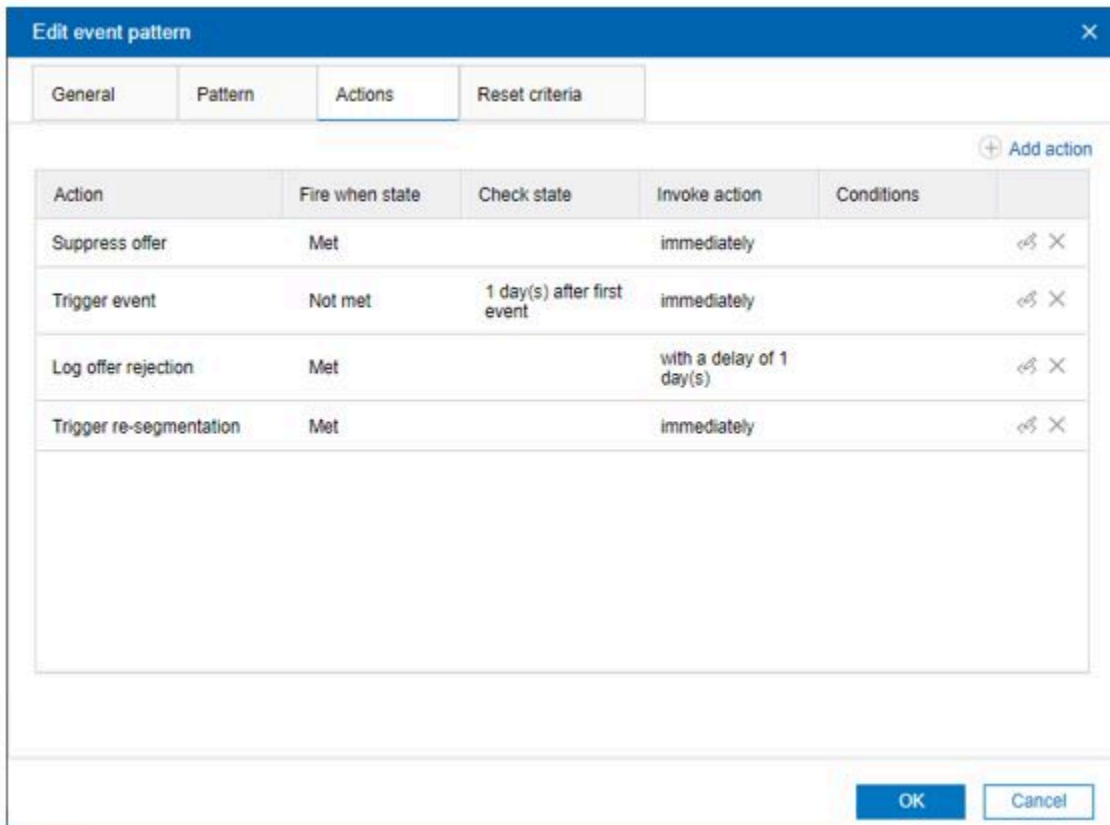 Edit event pattern
General Pattern Actions Reset criteria
Add action
Action Fire when state Check state Invoke action Conditions
Suppress offer Met immediately
Trigger event Not met 1 day(s) after first event immediately
Log offer rejection Met with a delay of 1 day(s)
Trigger re-segmentation Met immediately
OK Cancel